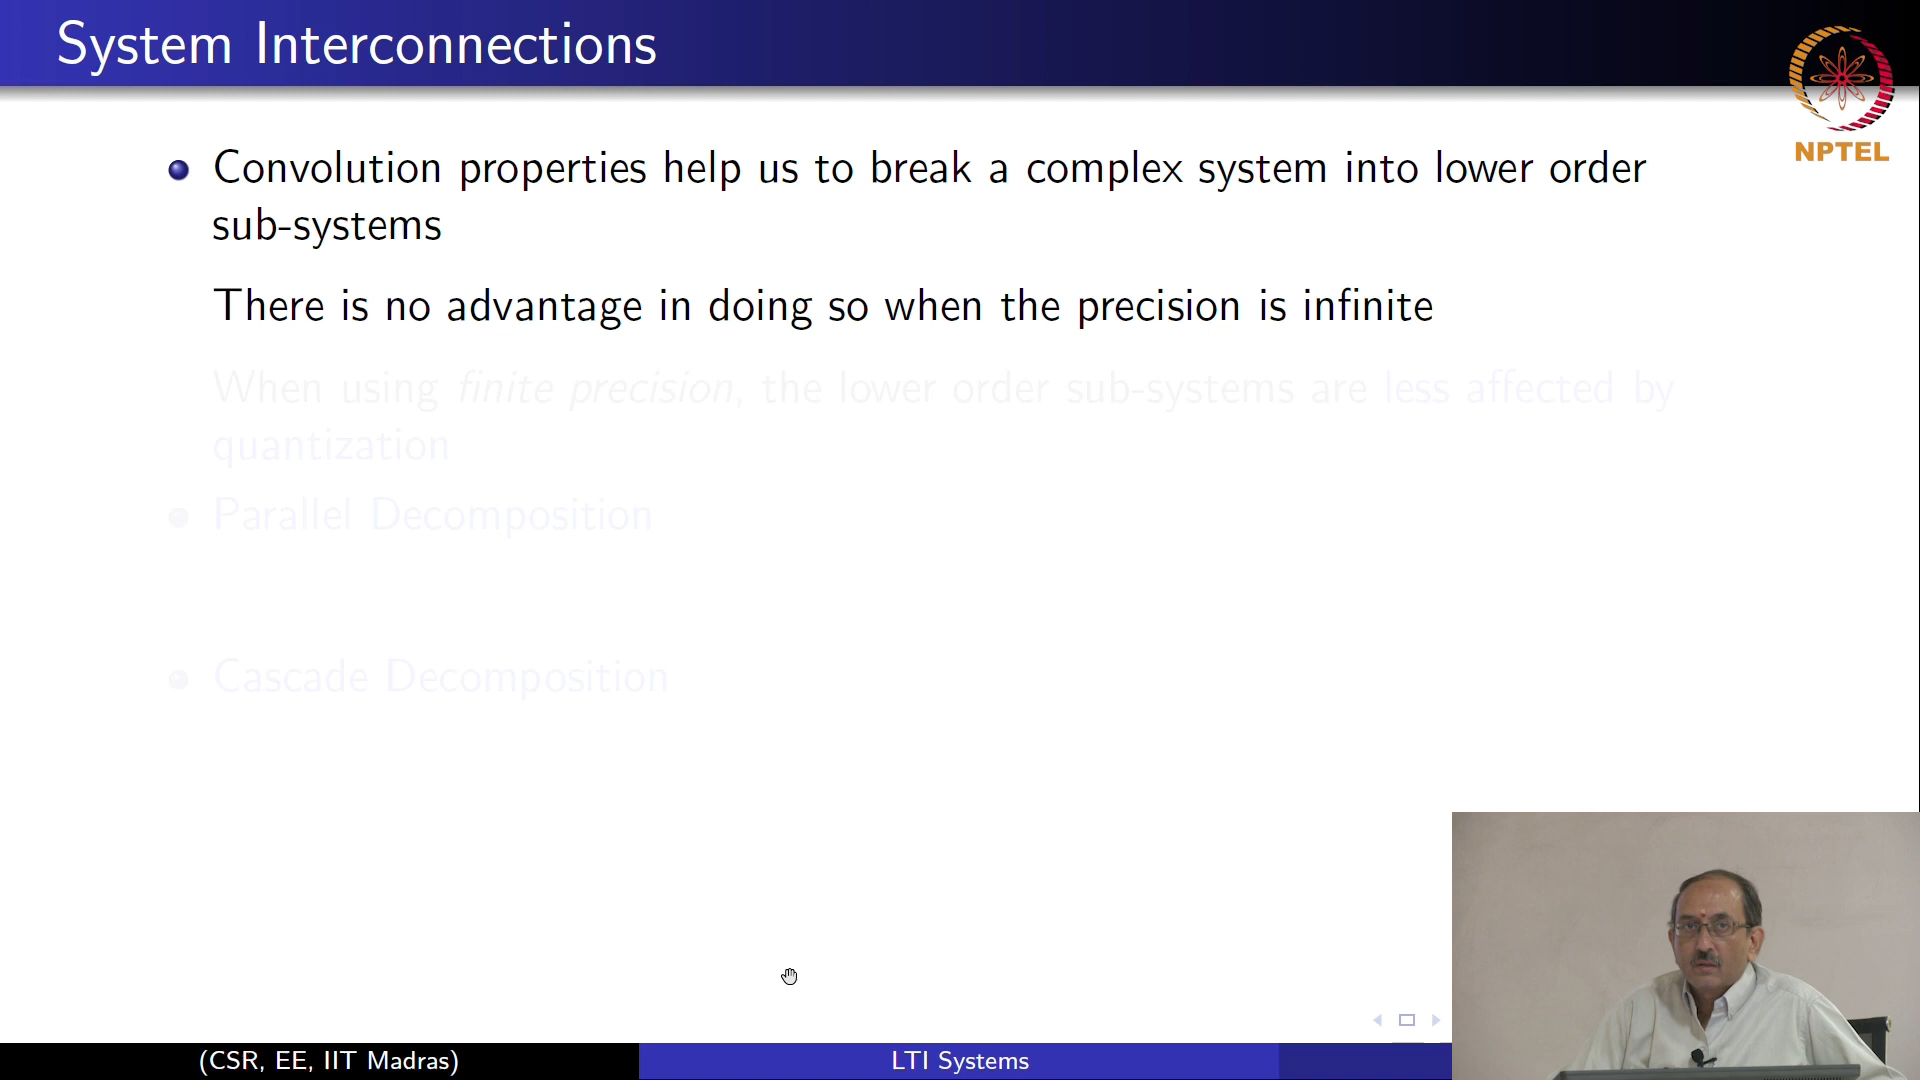 System Interconnections
NPTEL
Convolution properties help us to break a complex system into lower order
sub-systems
There is no advantage in doing so when the precision is infinite
When using finite precision, the lower order sub-systems are less affected by
quantization
Parallel Decomposition
Cascade Decomposition
(CSR, EE, IIT Madras)
LTI Systems